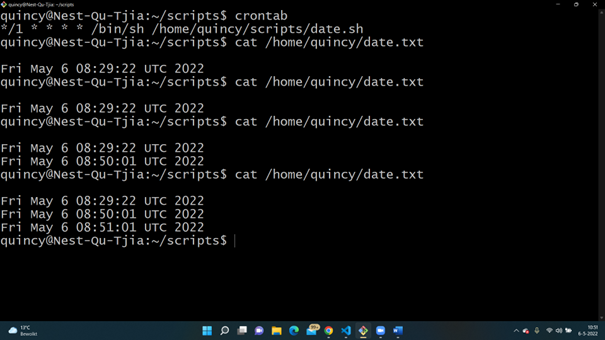 quincy@Nest-Qu-Tjia: ~/scripts
quincy@Nest-Qu-Tjia:~/scripts$ crontab
*/1 * * * * /bin/sh /home/quincy/scripts/date.sh
quincy@Nest-Qu-Tjia:~/scripts$ cat /home/quincy/date.txt
Fri May 6 08:29:22 UTC 2022
quincy@Nest-Qu-Tjia:~/scripts$ cat /home/quincy/date.txt
Fri May 6 08:29:22 UTC 2022
quincy@Nest-Qu-Tjia:~/scripts$ cat /home/quincy/date.txt
Fri May 6 08:29:22 UTC 2022
Fri May 6 08:50:01 UTC 2022
quincy@Nest-Qu-Tjia:~/scripts$ cat /home/quincy/date.txt
Fri May 6 08:29:22 UTC 2022
Fri May 6 08:50:01 UTC 2022
Fri May 6 08:51:01 UTC 2022
quincy@Nest-Qu-Tjia:~/scripts$
13°C
Bewolkt
99+
10:51
6-5-2022